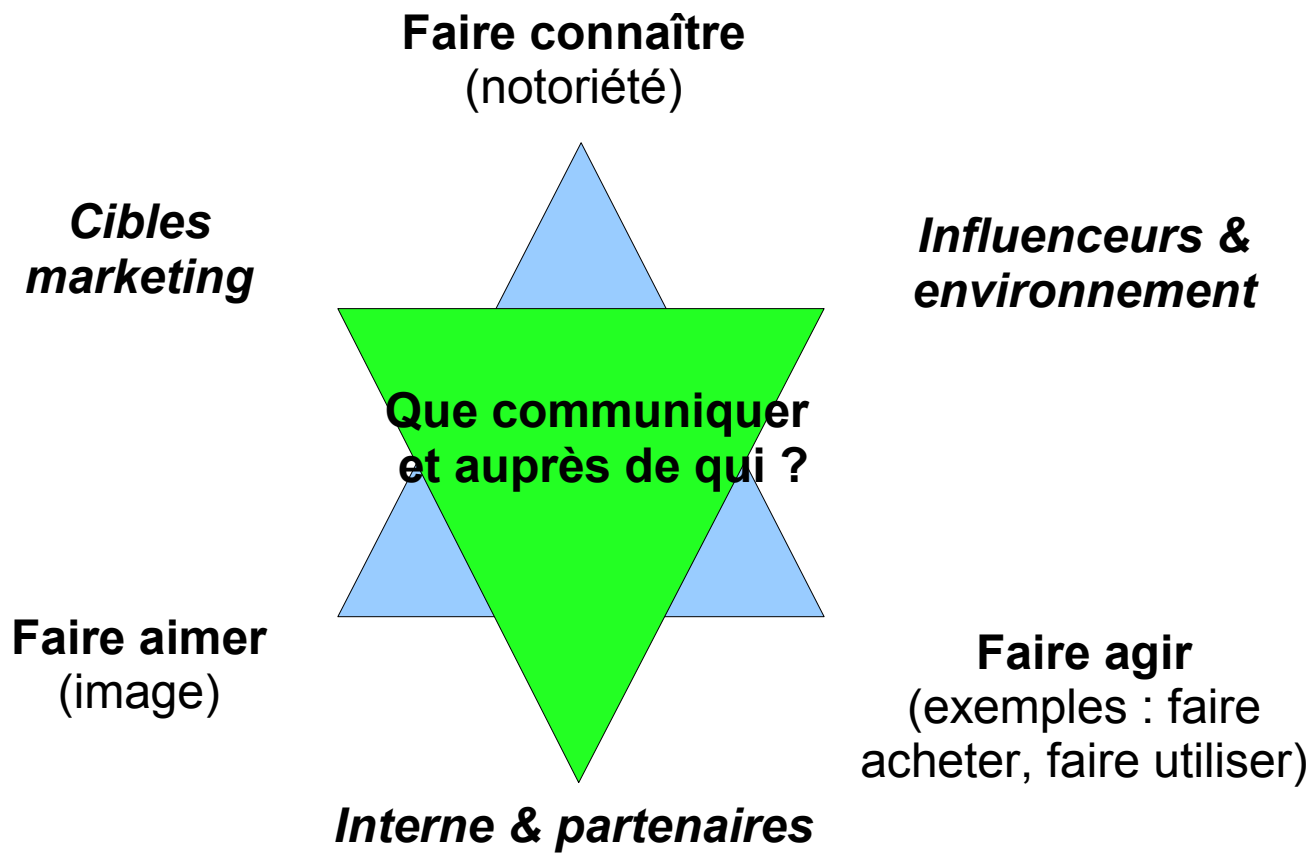 Faire connaître
(notoriété)
Cibles
marketing
Influenceurs &
environnement
Que communiquer
et auprès de qui ?
Faire aimer
(image)
Faire agir
(exemples : faire
acheter, faire utiliser)
Interne & partenaires